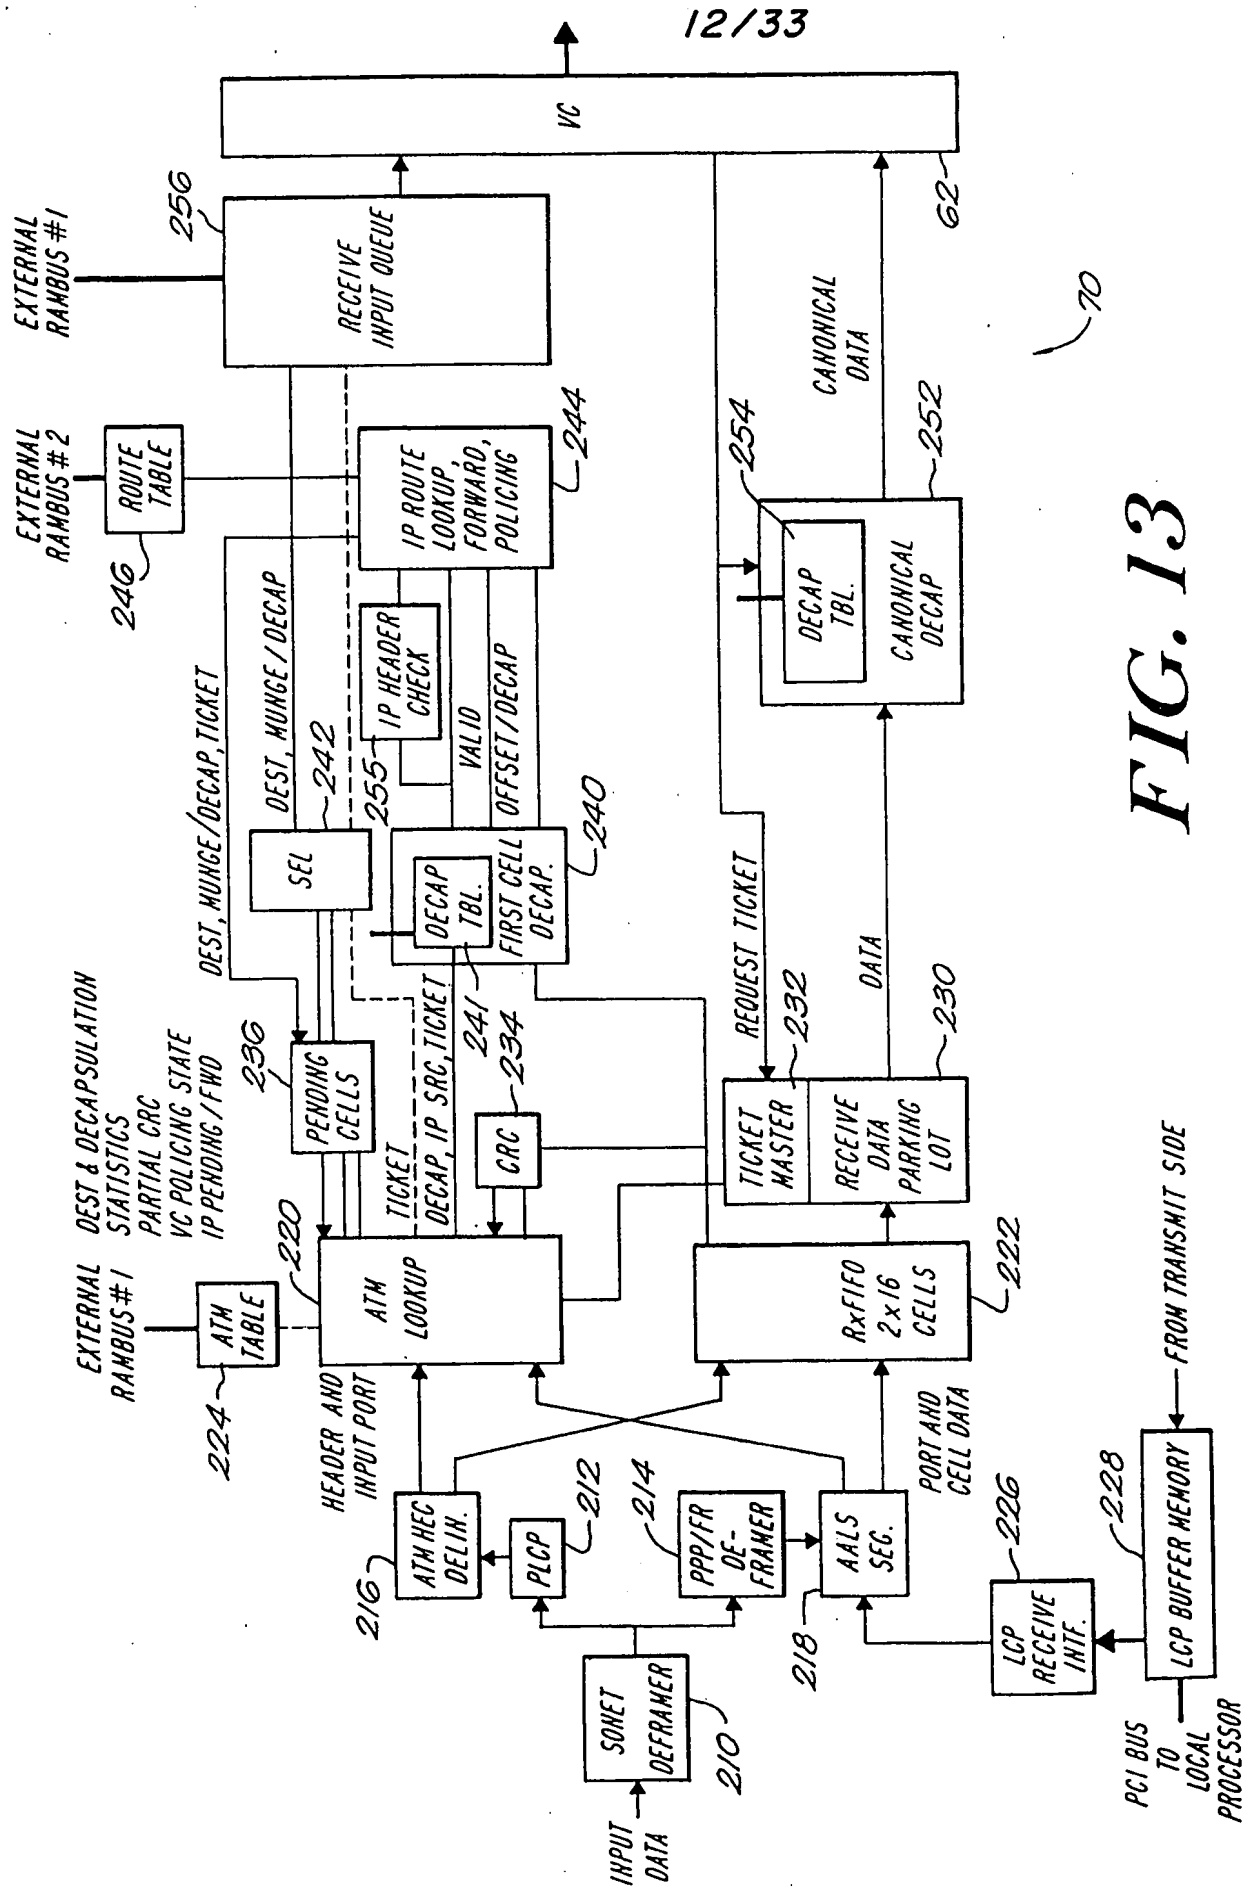 12/33
EXTERNAL
RAMBUS #1
DEST & DECAPSULATION
STATISTICS
PARTIAL CRC
VC POLICING STATE
IP PENDING/FWD
EXTERNAL
RAMBUS #2
EXTERNAL
RAMBUS #1
224
ATM
TABLE
220
ATM
LOOKUP
HEADER AND
INPUT PORT
236
PENDING
CELLS
DEST, MUNGE/DECAP,TICKET
SEL
242
DEST, MUNGE/DECAP
246
ROUTE
TABLE
256
RECEIVE
INPUT QUEUE
VC
62
TICKET
DECAP, IP SRC,TICKET
241
DECAP
TBL.
FIRST CELL
DECAP.
240
255
IP HEADER
CHECK
VALID
OFFSET/DECAP
IP ROUTE
LOOKUP,
FORWARD,
POLICING
244
CRC
234
216
ATM HEC
DELIN.
PLCP
212
INPUT
DATA
SONET
DEFRAMER
210
PPP/FR
DE-
FRAMER
214
218
AALS
SEG.
PORT AND
CELL DATA
RxFIFO
2x16
CELLS
222
REQUEST TICKET
TICKET
MASTER
232
RECEIVE
DATA
PARKING
LOT
230
DATA
254
DECAP
TBL.
CANONICAL
DECAP
252
CANONICAL
DATA
70
LCP
RECEIVE
INTF.
226
LCP BUFFER MEMORY
228
FROM TRANSMIT SIDE
PCI BUS
TO
LOCAL
PROCESSOR
FIG. 13